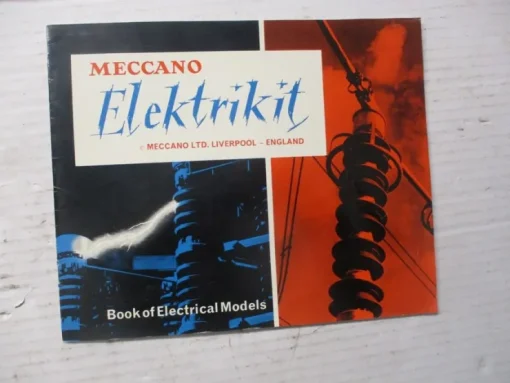 MECCANO
Elektrikit
© MECCANO LTD. LIVERPOOL - ENGLAND
Book of Electrical Models